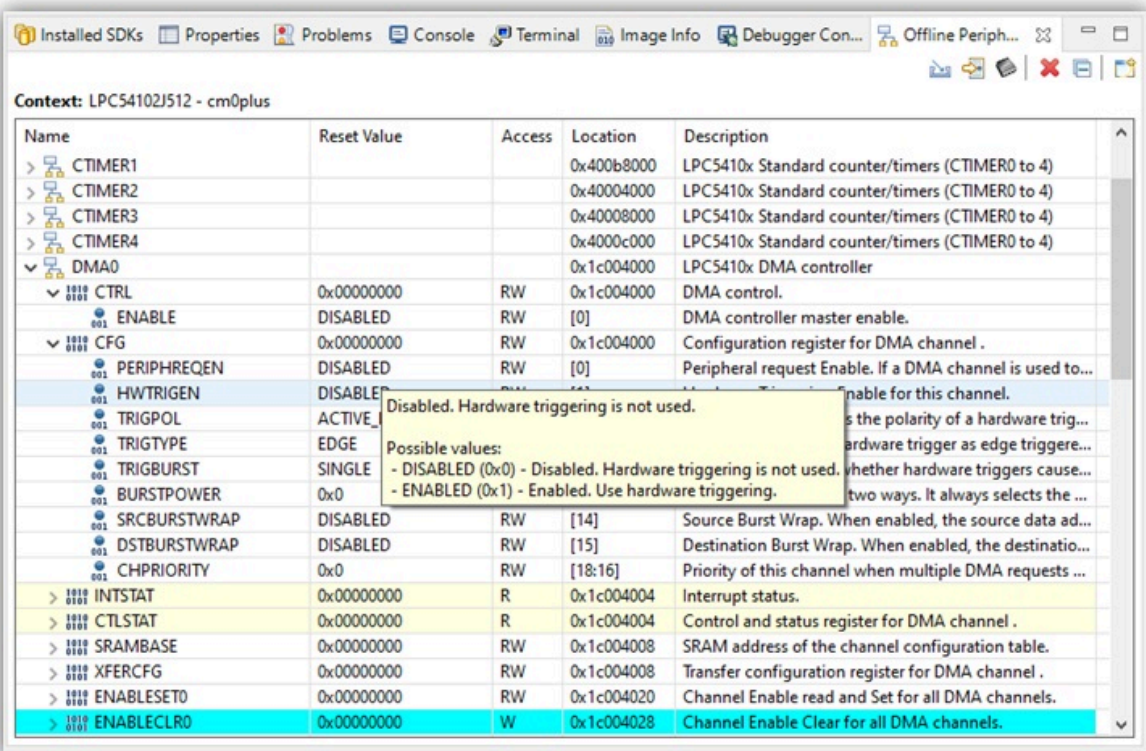 Installed SDKs Properties Problems Console Terminal Image Info Debugger Con... Offline Periph...
Context: LPC54102J512 - cm0plus
Name Reset Value Access Location Description
CTIMER1 0x400b8000 LPC5410x Standard counter/timers (CTIMER0 to 4)
CTIMER2 0x40004000 LPC5410x Standard counter/timers (CTIMER0 to 4)
CTIMER3 0x40008000 LPC5410x Standard counter/timers (CTIMER0 to 4)
CTIMER4 0x4000c000 LPC5410x Standard counter/timers (CTIMER0 to 4)
DMA0 0x1c004000 LPC5410x DMA controller
CTRL 0x00000000 RW 0x1c004000 DMA control.
ENABLE DISABLED RW [0] DMA controller master enable.
CFG 0x00000000 RW 0x1c004000 Configuration register for DMA channel .
PERIPHREQEN DISABLED RW [0] Peripheral request Enable. If a DMA channel is used to...
HWTRIGEN DISABLED nable for this channel.
TRIGPOL ACTIVE_ s the polarity of a hardware trig...
TRIGTYPE EDGE ardware trigger as edge triggere...
TRIGBURST SINGLE whether hardware triggers cause...
BURSTPOWER 0x0 two ways. It always selects the ...
Disabled. Hardware triggering is not used.
Possible values:
- DISABLED (0x0) - Disabled. Hardware triggering is not used.
- ENABLED (0x1) - Enabled. Use hardware triggering.
SRCBURSTWRAP DISABLED RW [14] Source Burst Wrap. When enabled, the source data ad...
DSTBURSTWRAP DISABLED RW [15] Destination Burst Wrap. When enabled, the destinatio...
CHPRIORITY 0x0 RW [18:16] Priority of this channel when multiple DMA requests ...
INTSTAT 0x00000000 R 0x1c004004 Interrupt status.
CTLSTAT 0x00000000 R 0x1c004004 Control and status register for DMA channel .
SRAMBASE 0x00000000 RW 0x1c004008 SRAM address of the channel configuration table.
XFERCFG 0x00000000 RW 0x1c004008 Transfer configuration register for DMA channel .
ENABLESET0 0x00000000 RW 0x1c004020 Channel Enable read and Set for all DMA channels.
ENABLECLR0 0x00000000 W 0x1c004028 Channel Enable Clear for all DMA channels.